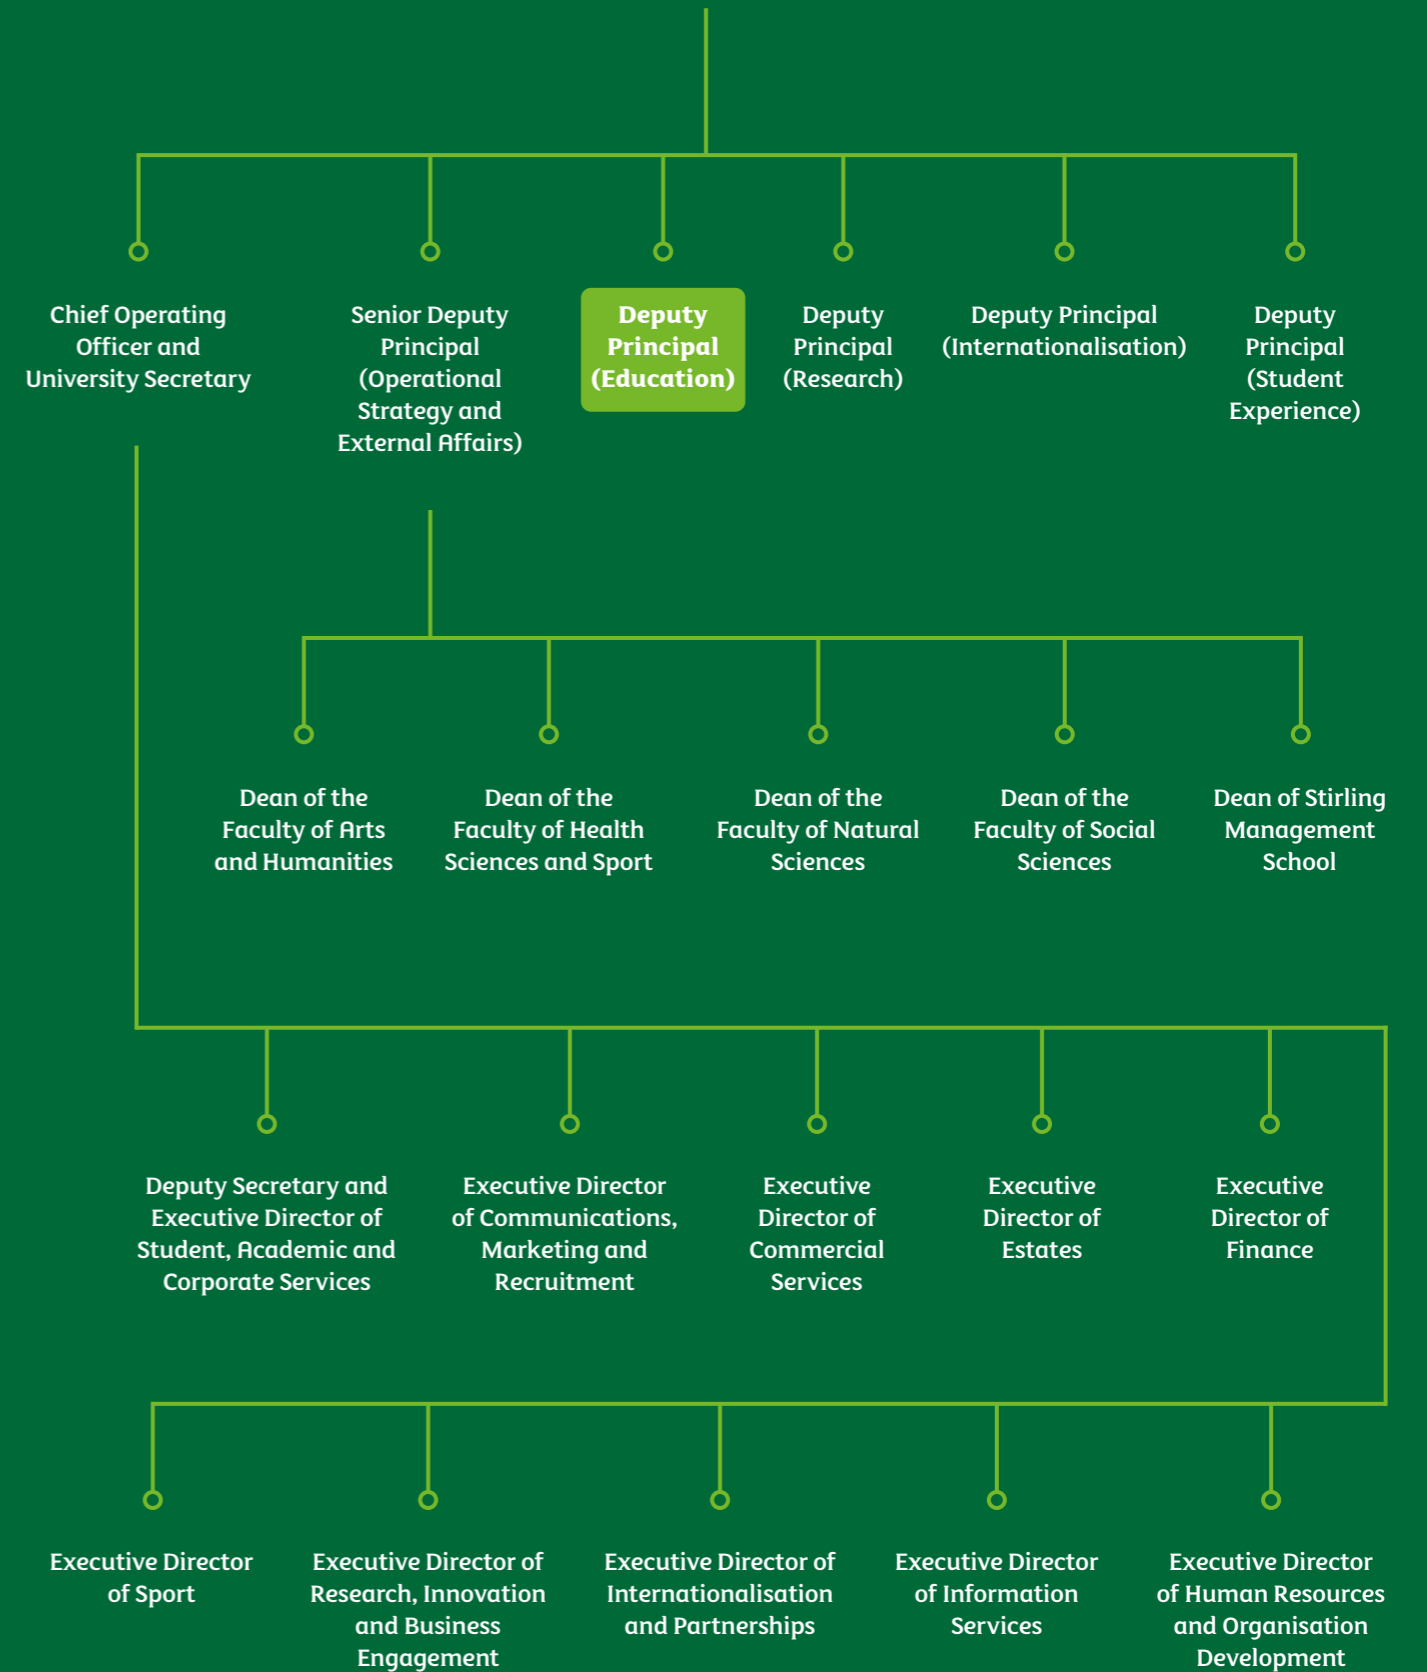 Chief Operating
Officer and
University Secretary
Senior Deputy
Principal
(Operational
Strategy and
External Affairs)
Deputy
Principal
(Education)
Deputy
Principal
(Research)
Deputy Principal
(Internationalisation)
Deputy
Principal
(Student
Experience)
Dean of the
Faculty of Arts
and Humanities
Dean of the
Faculty of Health
Sciences and Sport
Dean of the
Faculty of Natural
Sciences
Dean of the
Faculty of Social
Sciences
Dean of Stirling
Management
School
Deputy Secretary and
Executive Director of
Student, Academic and
Corporate Services
Executive Director
of Communications,
Marketing and
Recruitment
Executive
Director of
Commercial
Services
Executive
Director of
Estates
Executive
Director of
Finance
Executive Director
of Sport
Executive Director of
Research, Innovation
and Business
Engagement
Executive Director of
Internationalisation
and Partnerships
Executive Director
of Information
Services
Executive Director
of Human Resources
and Organisation
Development